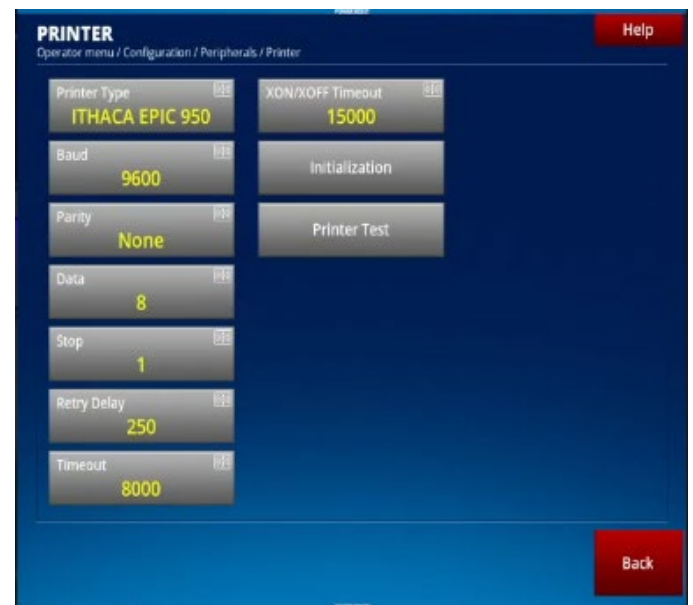 PRINTER
Help
Operator menu / Configuration / Peripherals / Printer
Printer Type
ITHACA EPIC 950
XON/XOFF Timeout
15000
Baud
9600
Initialization
Parity
None
Printer Test
Data
8
Stop
1
Retry Delay
250
Timeout
8000
Back